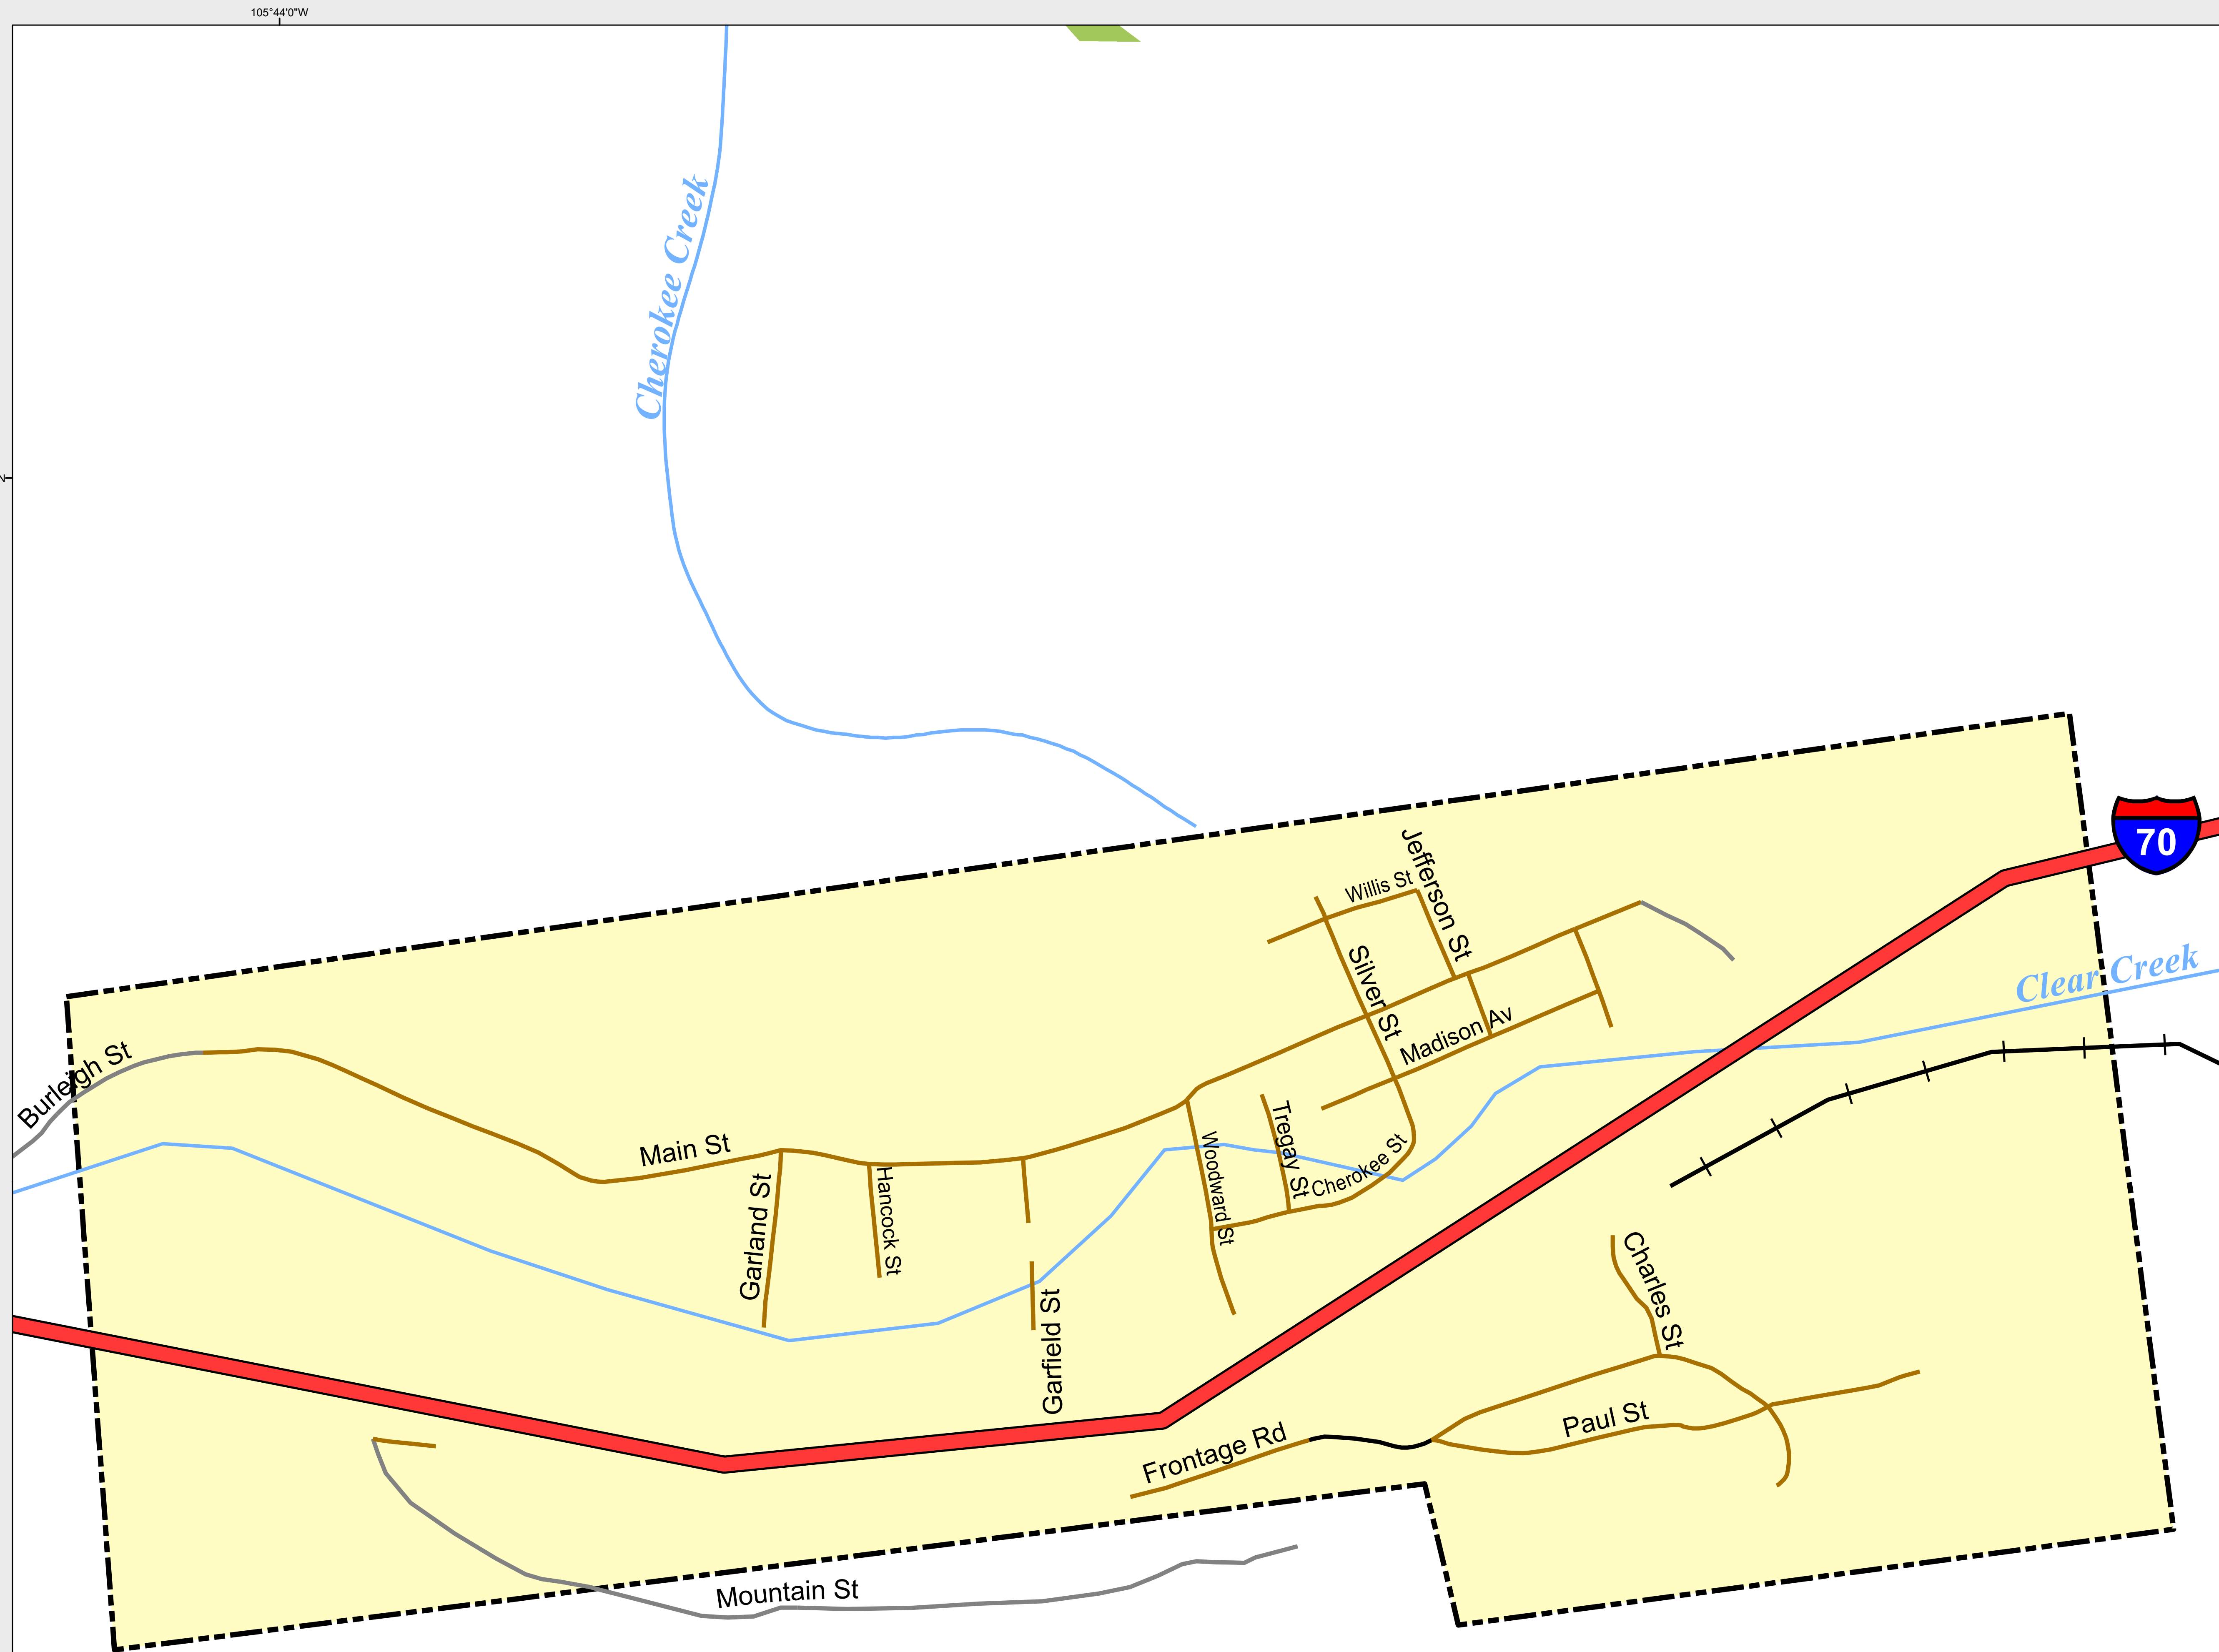 105°44'0"W
Cherokee Creek
N
70
Jefferson St
Willis St
Silver St
Clear Creek
Madison Av
Burleigh St
Main St
Tregay St
Woodward St
Cherokee St
Garland St
Hancock St
Charles St
Garfield St
Paul St
Frontage Rd
Mountain St